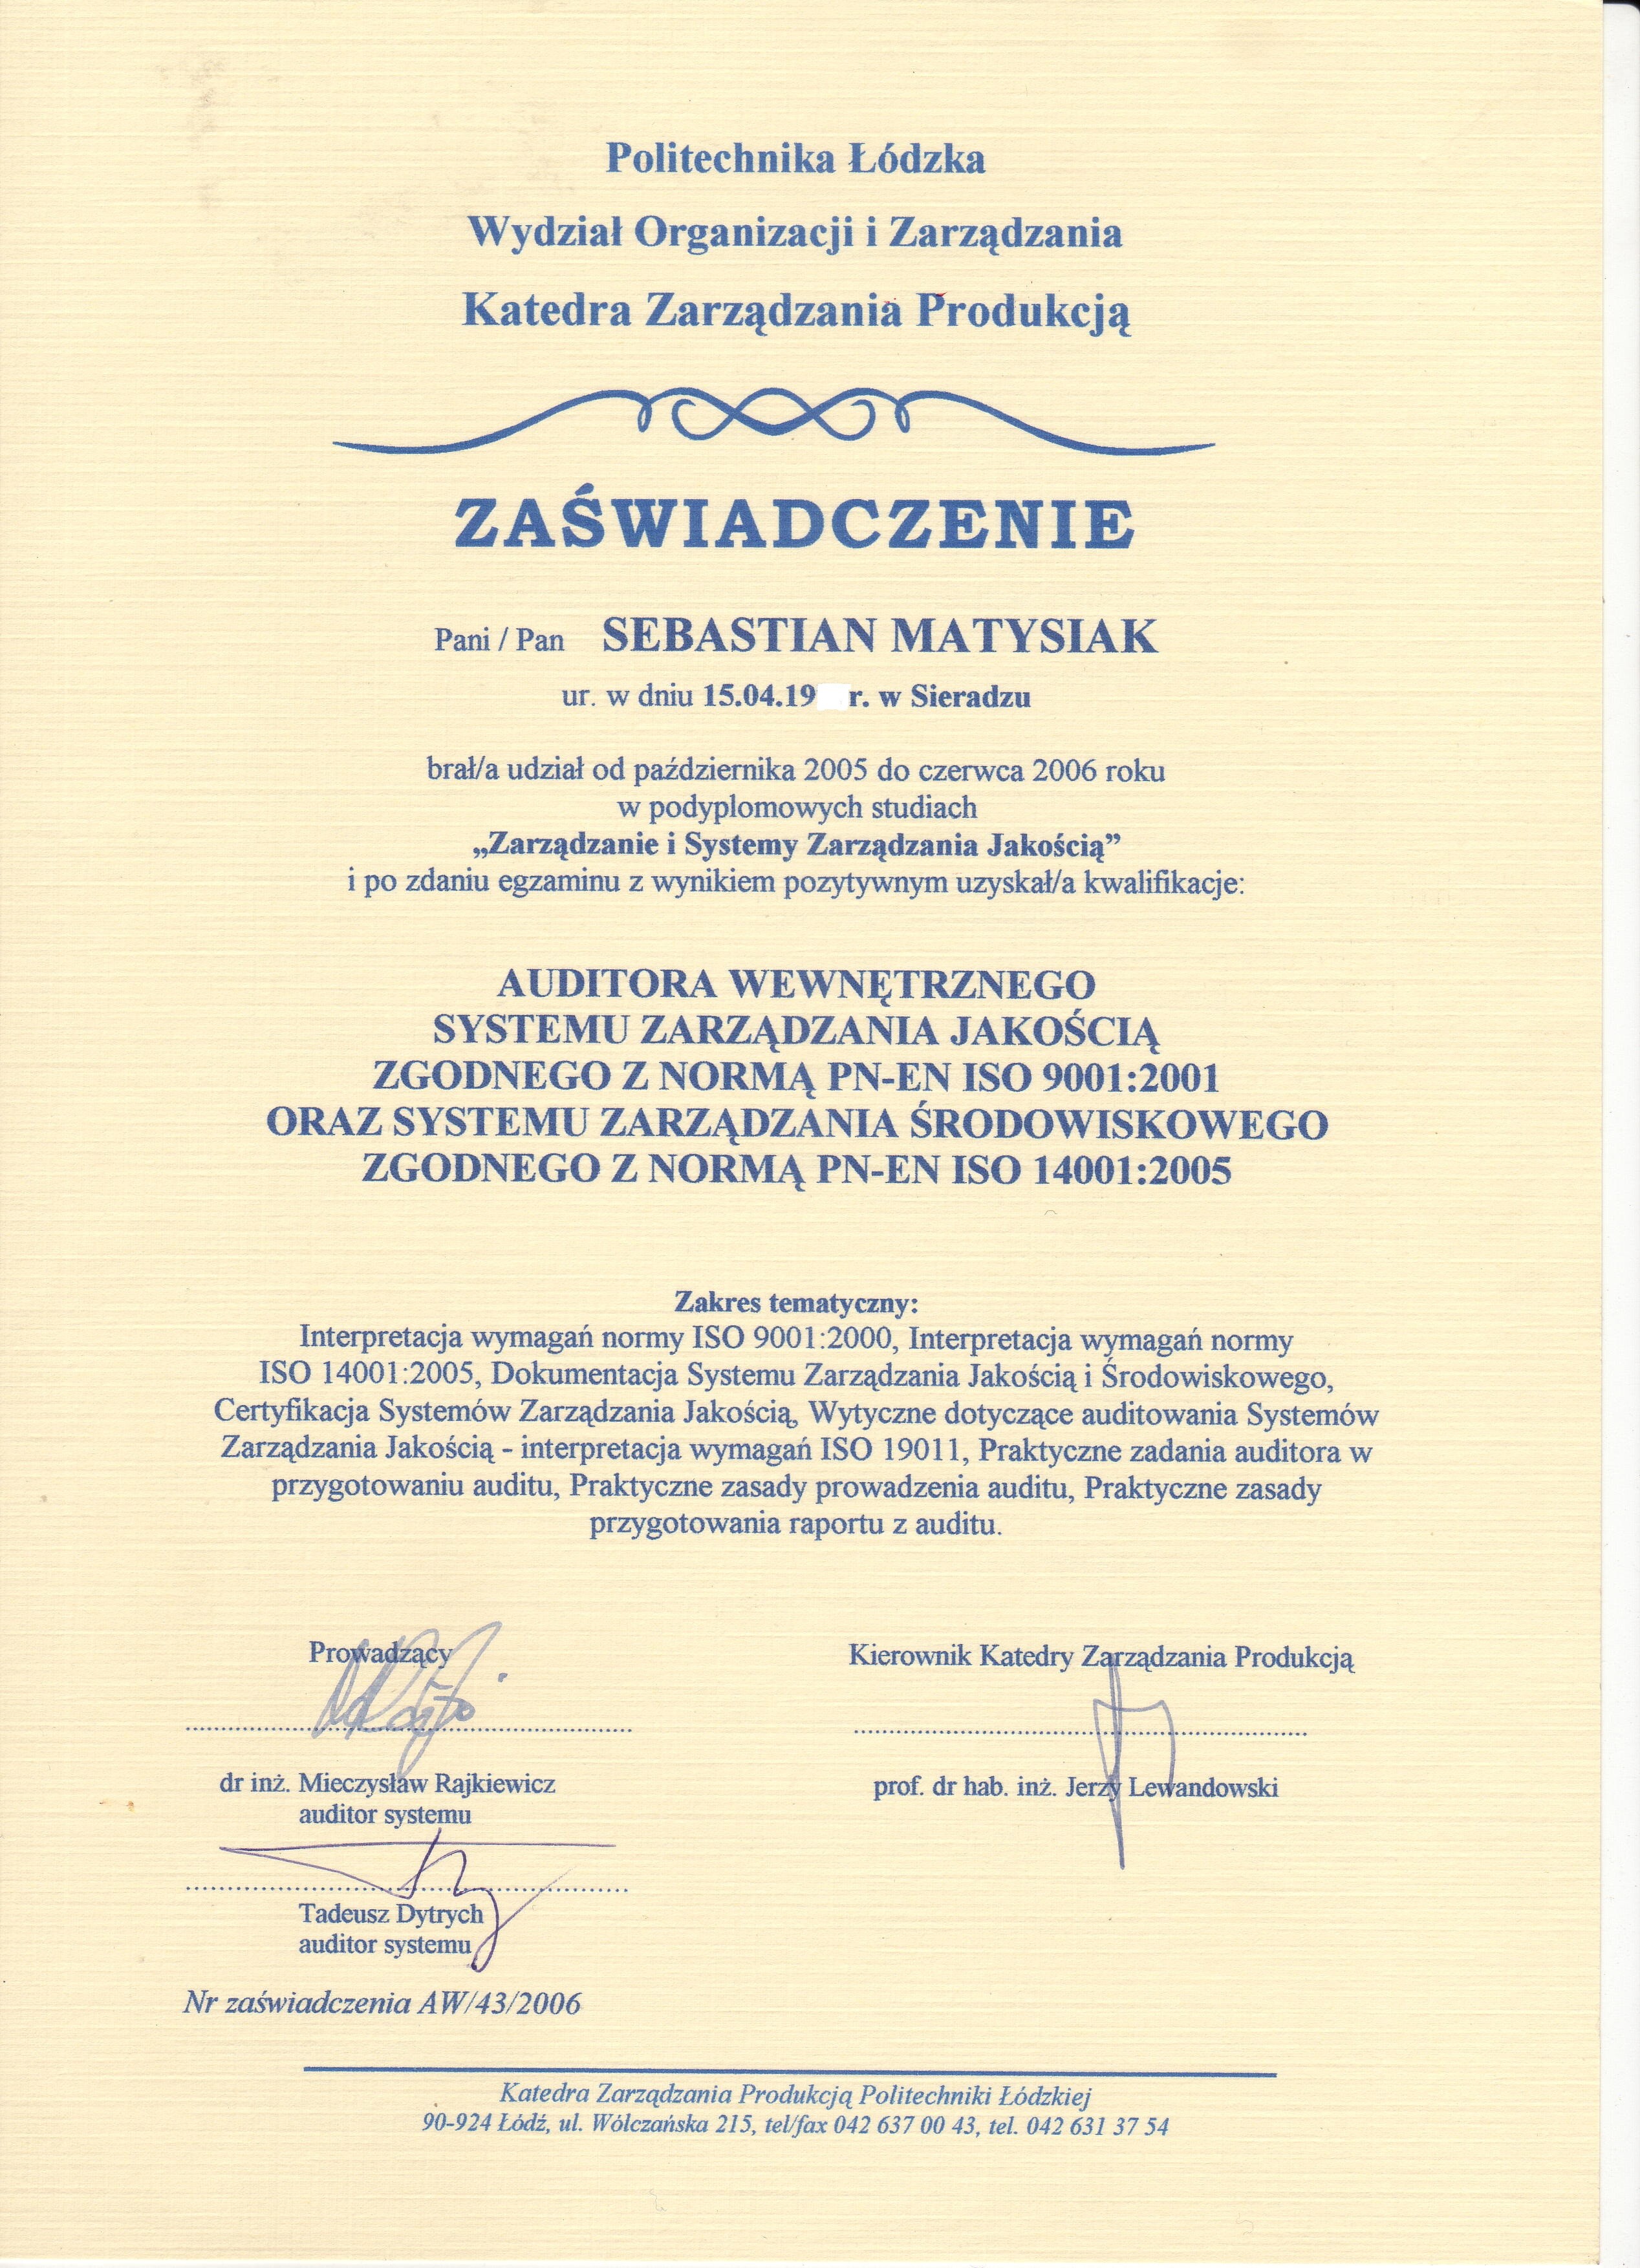 Politechnika Łódzka
Wydział Organizacji i Zarządzania
Katedra Zarządzania Produkcją
ZAŚWIADCZENIE
Pani / Pan SEBASTIAN MATYSIAK
ur. w dniu 15.04.19 r. w Sieradzu
brał/a udział od października 2005 do czerwca 2006 roku
w podyplomowych studiach
„Zarządzanie i Systemy Zarządzania Jakością”
i po zdaniu egzaminu z wynikiem pozytywnym uzyskał/a kwalifikacje:
AUDITORA WEWNĘTRZNEGO
SYSTEMU ZARZĄDZANIA JAKOŚCIĄ
ZGODNEGO Z NORMĄ PN-EN ISO 9001:2001
ORAZ SYSTEMU ZARZĄDZANIA ŚRODOWISKOWEGO
ZGODNEGO Z NORMĄ PN-EN ISO 14001:2005
Zakres tematyczny:
Interpretacja wymagań normy ISO 9001:2000, Interpretacja wymagań normy
ISO 14001:2005, Dokumentacja Systemu Zarządzania Jakością i Środowiskowego,
Certyfikacja Systemów Zarządzania Jakością, Wytyczne dotyczące auditowania Systemów
Zarządzania Jakością - interpretacja wymagań ISO 19011, Praktyczne zadania auditora w
przygotowaniu auditu, Praktyczne zasady prowadzenia auditu, Praktyczne zasady
przygotowania raportu z auditu.
Prowadzący
dr inż. Mieczysław Rajkiewicz
auditor systemu
Tadeusz Dytrych
auditor systemu
Kierownik Katedry Zarządzania Produkcją
prof. dr hab. inż. Jerzy Lewandowski
Nr zaświadczenia AW/43/2006
Katedra Zarządzania Produkcją Politechniki Łódzkiej
90-924 Łódź, ul. Wólczańska 215, tel/fax 042 637 00 43, tel. 042 631 37 54